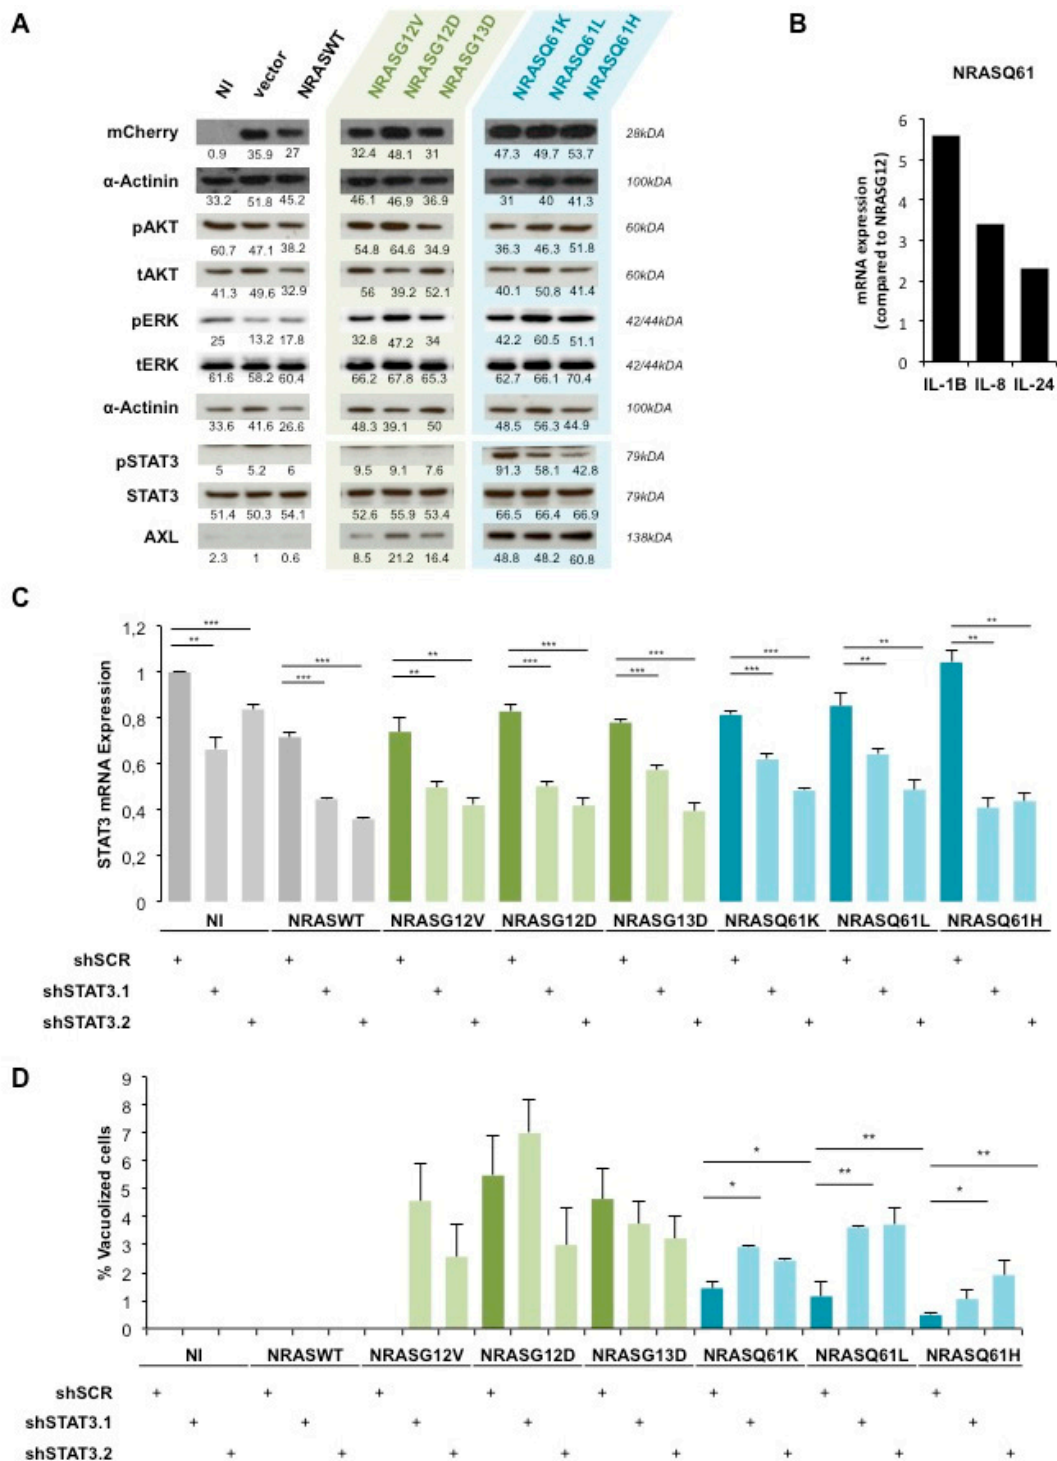 A
NI vector NRASWT NRASG12V NRASG12D NRASG13D NRASQ61K NRASQ61L NRASQ61H
mCherry 28kDA
0.9 35.9 27 32.4 48.1 31 47.3 49.7 53.7
α-Actinin 100kDA
33.2 51.8 45.2 46.1 46.9 36.9 31 40 41.3
pAKT 60kDA
60.7 47.1 38.2 54.8 64.6 34.9 36.3 46.3 51.8
tAKT 60kDA
41.3 49.6 32.9 56 39.2 52.1 40.1 50.8 41.4
pERK 42/44kDA
25 13.2 17.8 32.8 47.2 34 42.2 60.5 51.1
tERK 42/44kDA
61.6 58.2 60.4 66.2 67.8 65.3 62.7 66.1 70.4
α-Actinin 100kDA
33.6 41.6 26.6 48.3 39.1 50 48.5 56.3 44.9
pSTAT3 79kDA
5 5.2 6 9.5 9.1 7.6 91.3 58.1 42.8
STAT3 79kDA
51.4 50.3 54.1 52.6 55.9 53.4 66.5 66.4 66.9
AXL 138kDA
2.3 1 0.6 8.5 21.2 16.4 48.8 48.2 60.8
B
NRASQ61
mRNA expression
(compared to NRASG12)
6
5
4
3
2
1
0
IL-1B IL-8 IL-24
C
STAT3 mRNA Expression
1,2
1
0,8
0,6
0,4
0,2
0
*** ** *** *** ** ** *** *** *** *** *** *** ** ** ** **
NI NRASWT NRASG12V NRASG12D NRASG13D NRASQ61K NRASQ61L NRASQ61H
shSCR + + + + + + + +
shSTAT3.1 + + + + + + + +
shSTAT3.2 + + + + + + + +
D
% Vacuolized cells
9
8
7
6
5
4
3
2
1
0
* * ** ** ** *
NI NRASWT NRASG12V NRASG12D NRASG13D NRASQ61K NRASQ61L NRASQ61H
shSCR + + + + + + + +
shSTAT3.1 + + + + + + + +
shSTAT3.2 + + + + + + + +